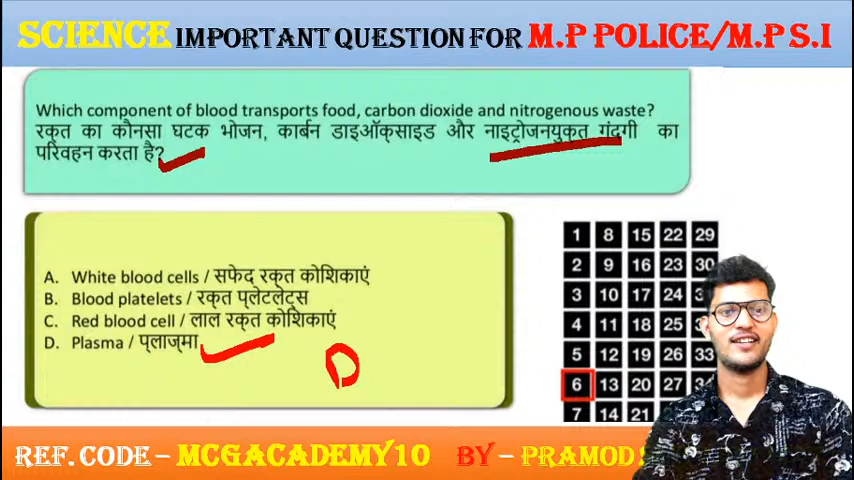 SCIENCE IMPORTANT QUESTION FOR M.P POLICE/M.P S.I
Which component of blood transports food, carbon dioxide and nitrogenous waste?
रक्त का कौनसा घटक भोजन, कार्बन डाइऑक्साइड और नाइट्रोजनयुक्त गंदगी का
परिवहन करता है?
A. White blood cells / सफेद रक्त कोशिकाएं
B. Blood platelets / रक्त प्लेटलेट्स
C. Red blood cell / लाल रक्त कोशिकाएं
D. Plasma / प्लाज्मा
D
1 8 15 22 29
2 9 16 23 30
3 10 17 24
4 11 18 25
5 12 19 26 33
6 13 20 27 34
7 14 21
REF. CODE – MCGACADEMY10 BY – PRAMOD